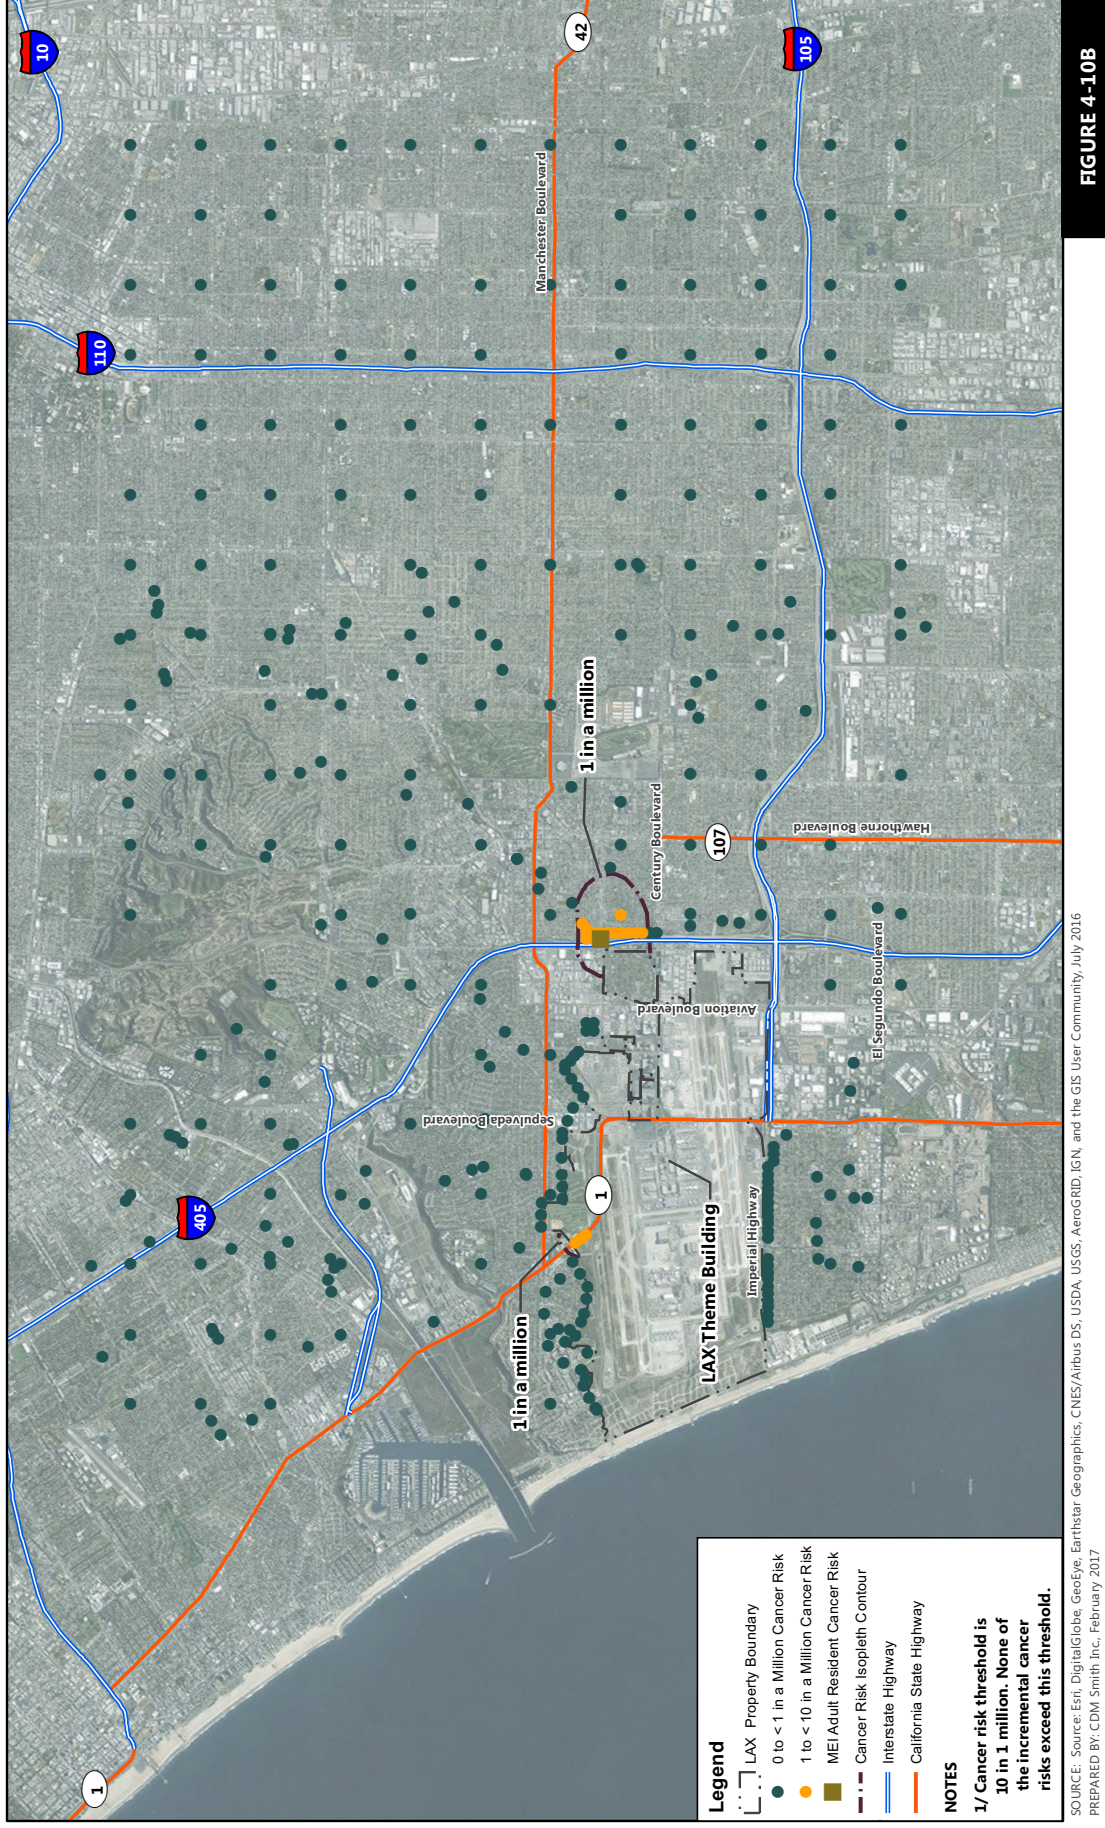 10
110
405
1
42
105
Manchester Boulevard
1 in a million
Century Boulevard
107
Hawthorne Boulevard
Aviation Boulevard
El Segundo Boulevard
Sepulveda Boulevard
1
1 in a million
LAX Theme Building
Imperial Highway
Legend
LAX Property Boundary
0 to < 1 in a Million Cancer Risk
1 to < 10 in a Million Cancer Risk
MEI Adult Resident Cancer Risk
Cancer Risk Isopleth Contour
Interstate Highway
California State Highway
NOTES
1/ Cancer risk threshold is
10 in 1 million. None of
the incremental cancer
risks exceed this threshold.
SOURCE: Source: Esri, DigitalGlobe, GeoEye, Earthstar Geographics, CNES/Airbus DS, USDA, USGS, AeroGRID, IGN, and the GIS User Community, July 2016
PREPARED BY: CDM Smith Inc., February 2017
FIGURE 4-10B